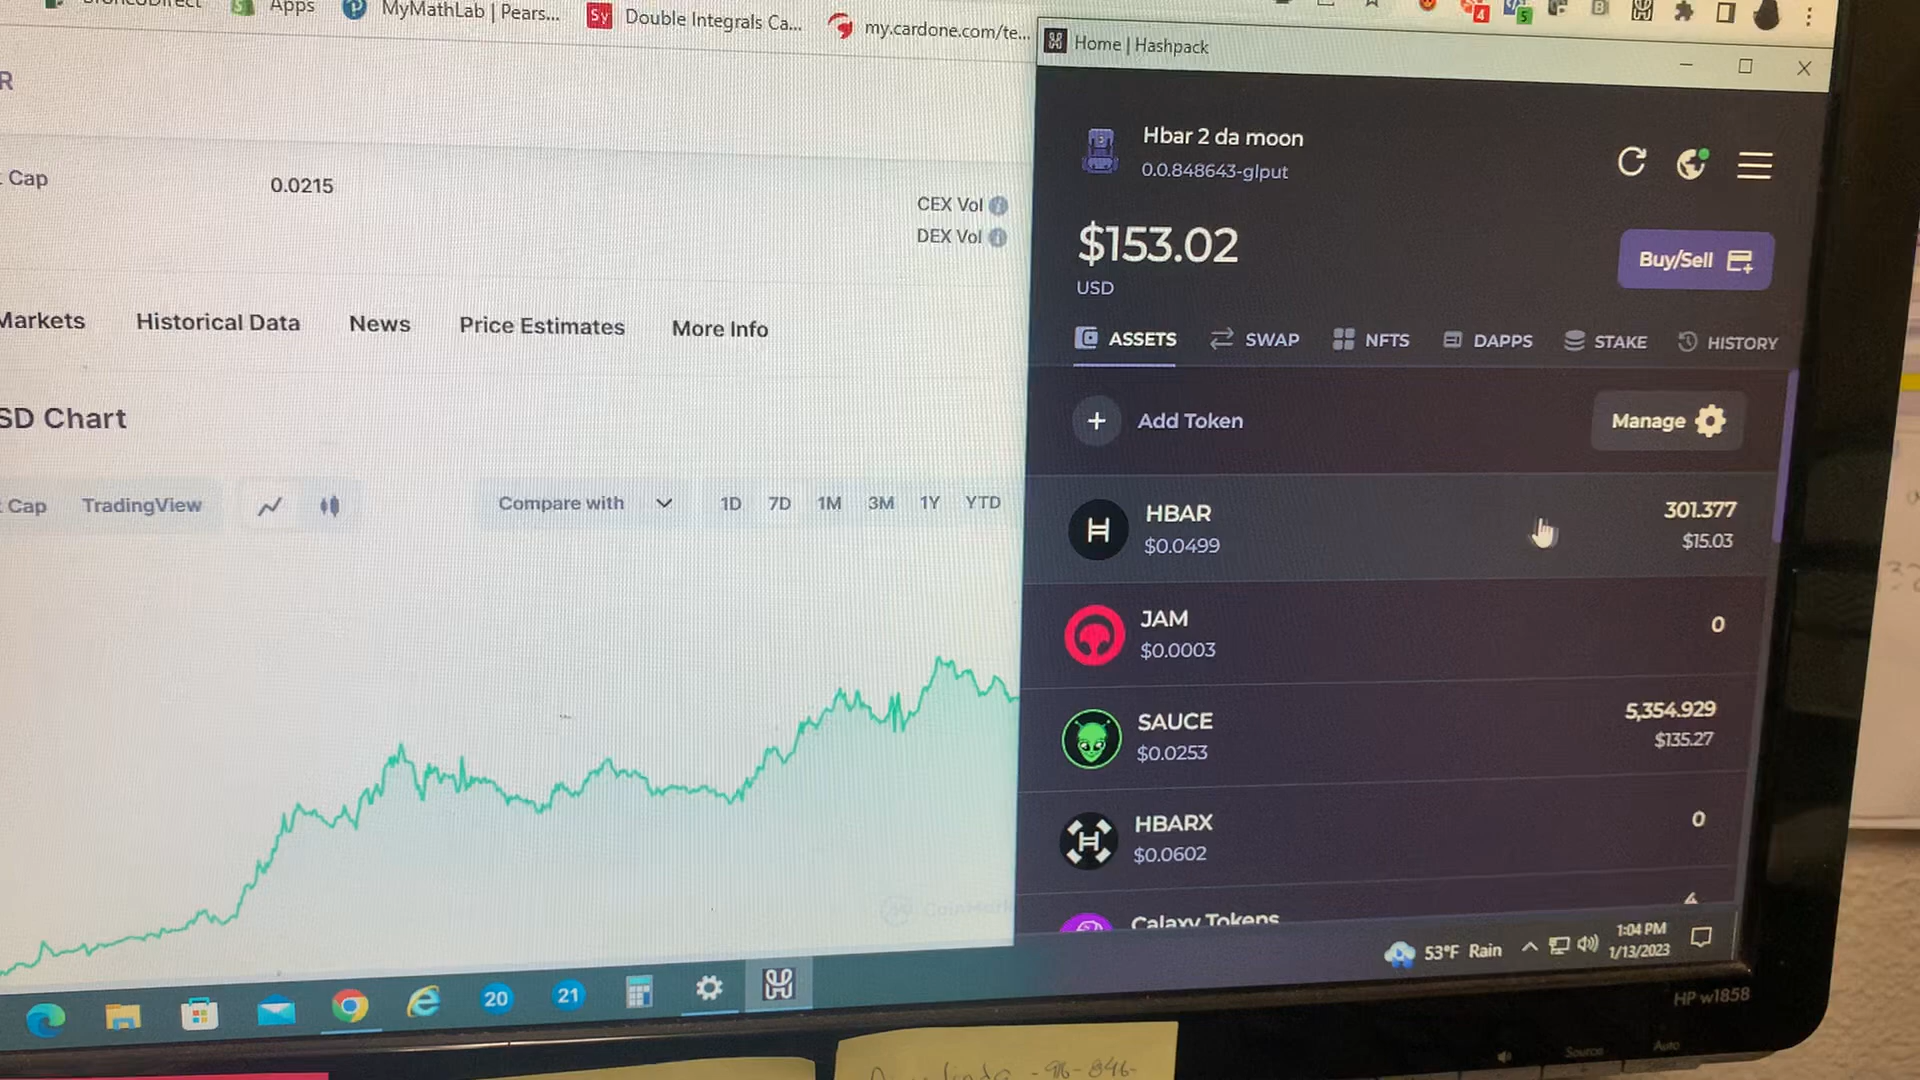 Apps
MyMathLab | Pears...
Sy
Double Integrals Ca...
my.cardone.com/te...
4
5
B
Home | Hashpack
R
Cap
0.0215
CEX Vol
DEX Vol
Markets
Historical Data
News
Price Estimates
More Info
SD Chart
Cap
TradingView
Compare with
1D
7D
1M
3M
1Y
YTD
Hbar 2 da moon
0.0.848643-glput
$153.02
USD
Buy/Sell
ASSETS
SWAP
NFTS
DAPPS
STAKE
HISTORY
Add Token
Manage
HBAR
$0.0499
301.377
$15.03
JAM
$0.0003
0
SAUCE
$0.0253
5,354.929
$135.27
HBARX
$0.0602
0
Tokens
20
21
53°F Rain
1:04 PM
1/13/2023
HP w1858
Source
Auto